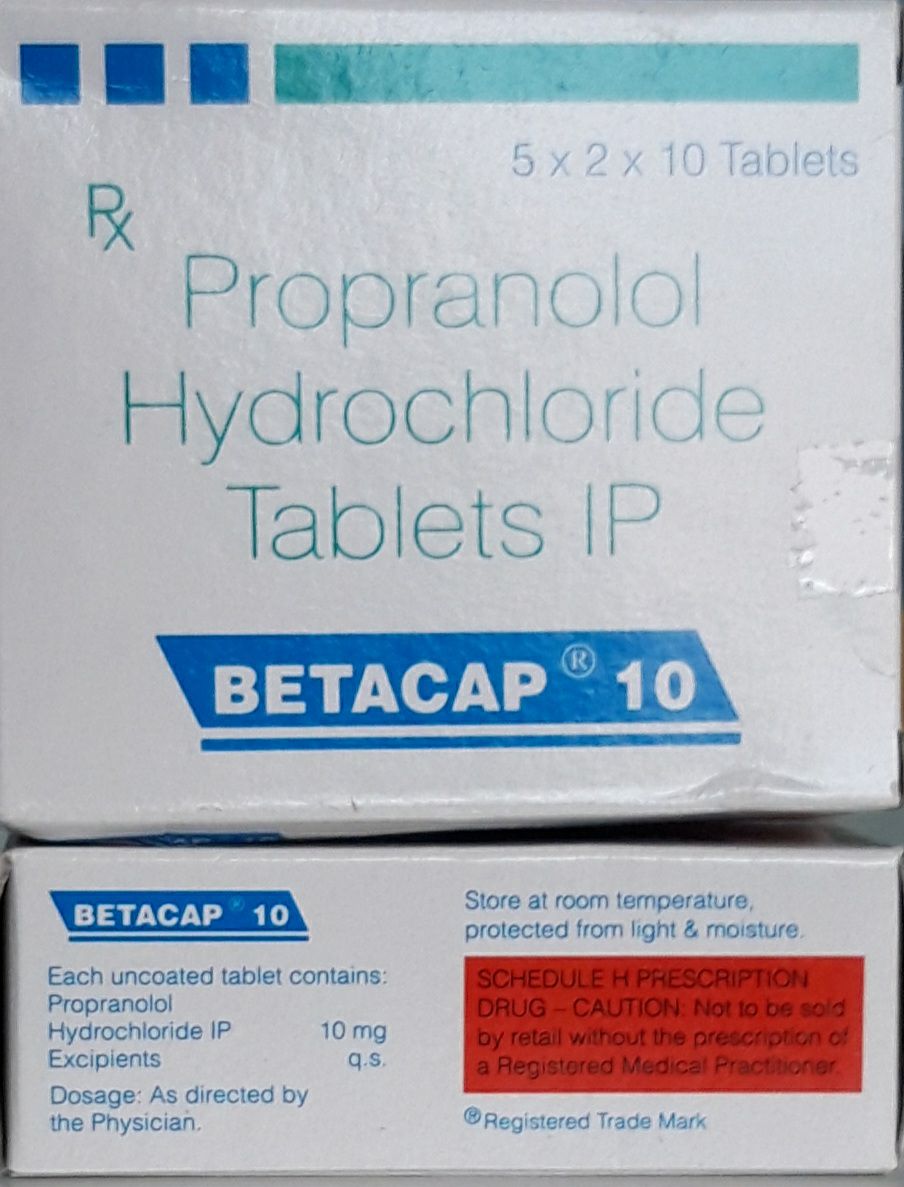 5 x 2 x 10 Tablets
Rx
Propranolol
Hydrochloride
Tablets IP
BETACAP ® 10
BETACAP ® 10
Each uncoated tablet contains:
Propranolol
Hydrochloride IP 10 mg
Excipients q.s.
Dosage: As directed by
the Physician.
Store at room temperature,
protected from light & moisture.
SCHEDULE H PRESCRIPTION
DRUG – CAUTION: Not to be sold
by retail without the prescription of
a Registered Medical Practitioner.
® Registered Trade Mark